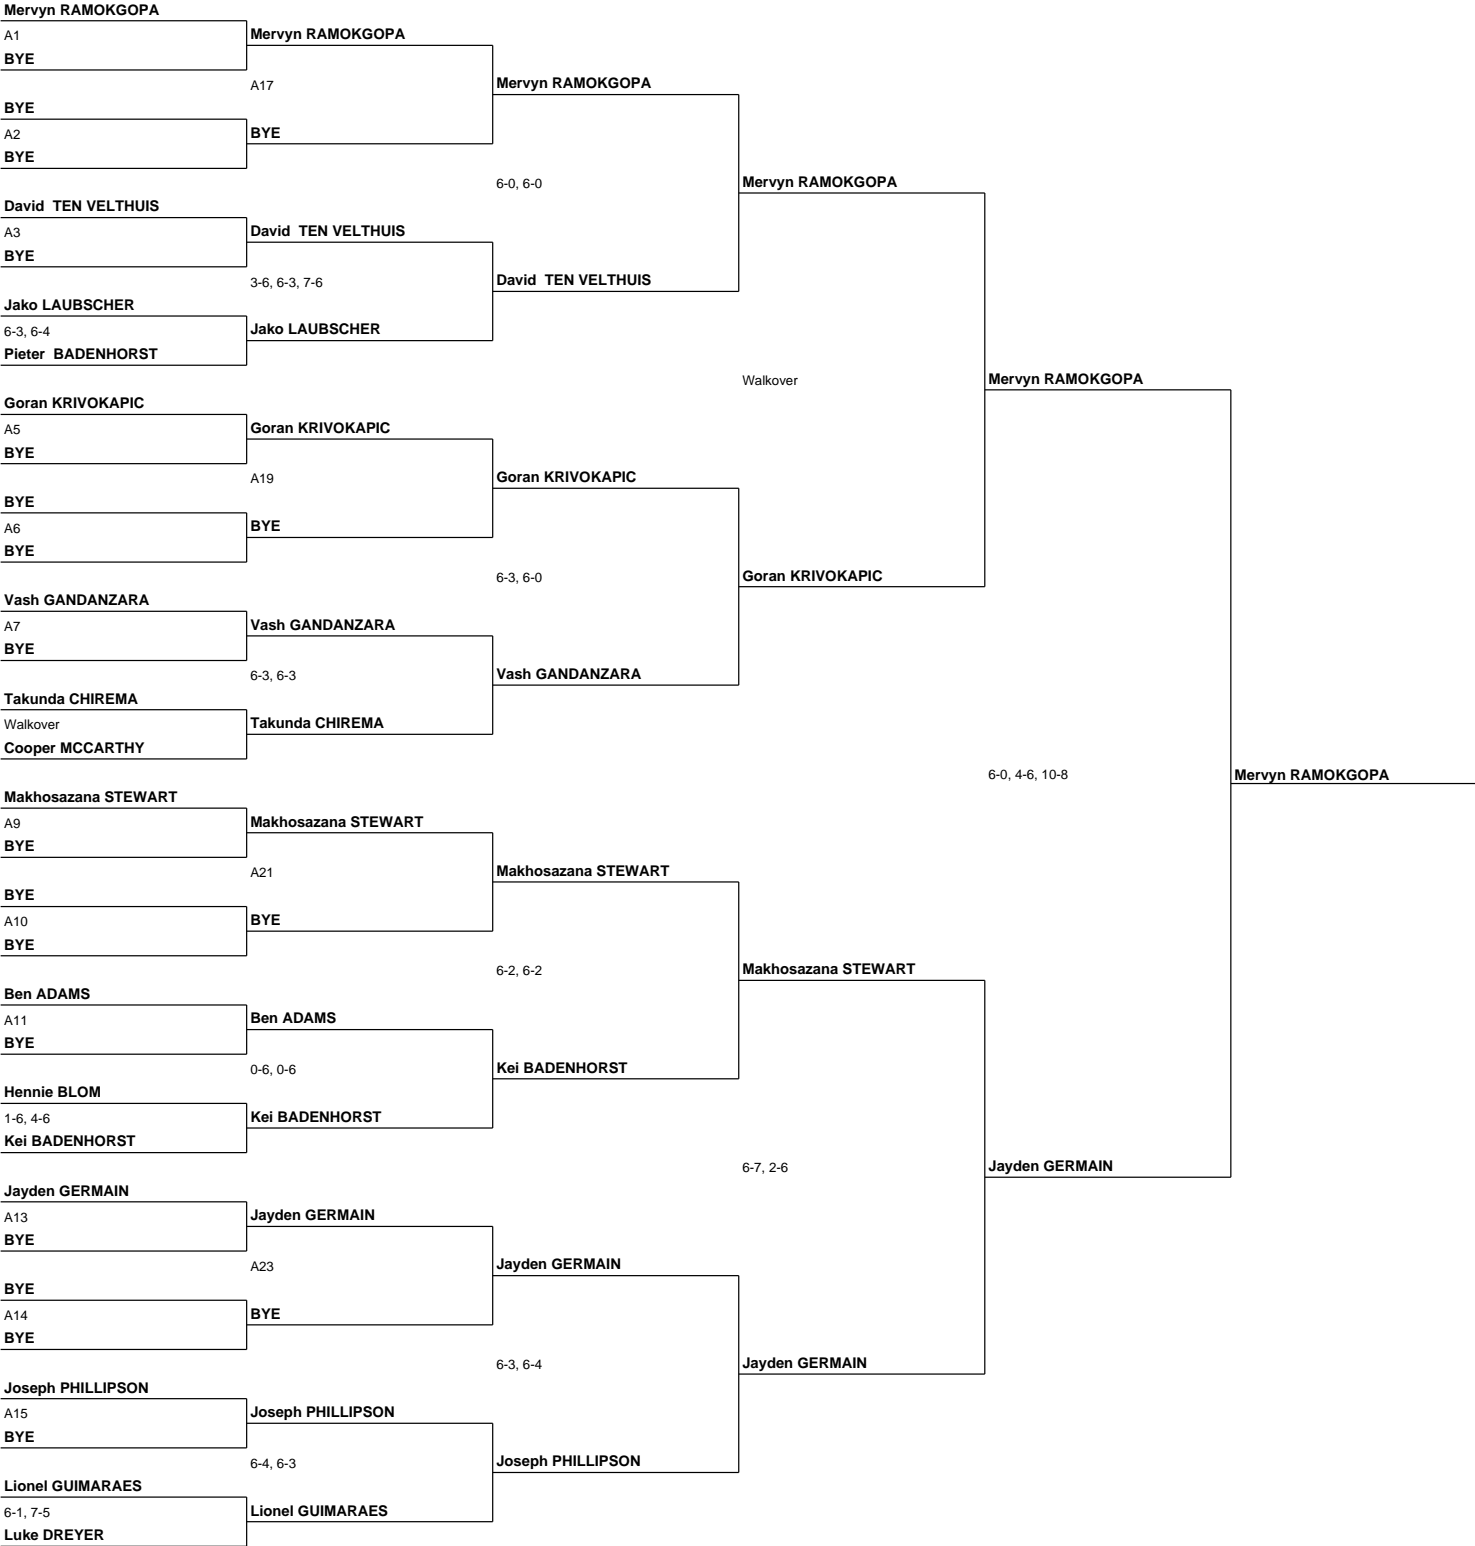 Mervyn RAMOKGOPA
A1
BYE
BYE
A2
BYE
David  TEN VELTHUIS
A3
BYE
Jako LAUBSCHER
6-3, 6-4
Pieter  BADENHORST
Goran KRIVOKAPIC
A5
BYE
BYE
A6
BYE
Vash GANDANZARA
A7
BYE
Takunda CHIREMA
Walkover
Cooper MCCARTHY
Makhosazana STEWART
A9
BYE
BYE
A10
BYE
Ben ADAMS
A11
BYE
Hennie BLOM
1-6, 4-6
Kei BADENHORST
Jayden GERMAIN
A13
BYE
BYE
A14
BYE
Joseph PHILLIPSON
A15
BYE
Lionel GUIMARAES
6-1, 7-5
Luke DREYER
Mervyn RAMOKGOPA
A17
BYE
David  TEN VELTHUIS
3-6, 6-3, 7-6
Jako LAUBSCHER
Goran KRIVOKAPIC
A19
BYE
Vash GANDANZARA
6-3, 6-3
Takunda CHIREMA
Makhosazana STEWART
A21
BYE
Ben ADAMS
0-6, 0-6
Kei BADENHORST
Jayden GERMAIN
A23
BYE
Joseph PHILLIPSON
6-4, 6-3
Lionel GUIMARAES
Mervyn RAMOKGOPA
6-0, 6-0
David  TEN VELTHUIS
Goran KRIVOKAPIC
6-3, 6-0
Vash GANDANZARA
Makhosazana STEWART
6-2, 6-2
Kei BADENHORST
Jayden GERMAIN
6-3, 6-4
Joseph PHILLIPSON
Mervyn RAMOKGOPA
Walkover
Goran KRIVOKAPIC
Makhosazana STEWART
6-7, 2-6
Jayden GERMAIN
Mervyn RAMOKGOPA
6-0, 4-6, 10-8
Jayden GERMAIN
Mervyn RAMOKGOPA